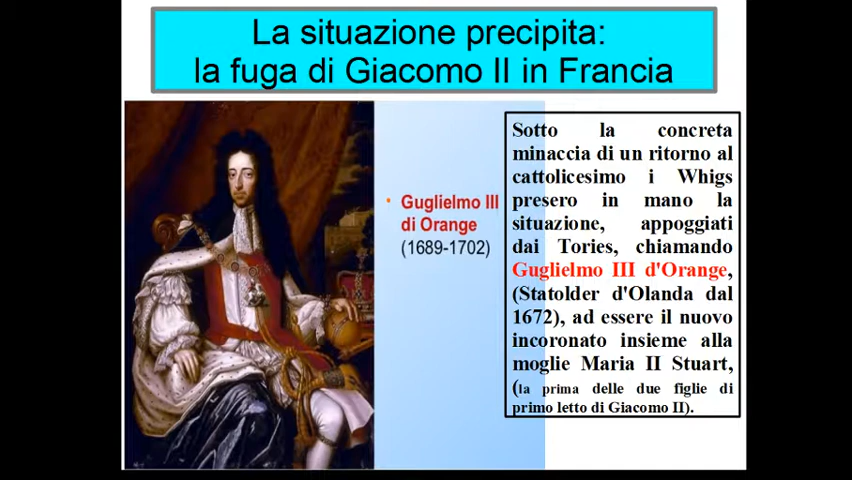 La situazione precipita:
la fuga di Giacomo II in Francia
• Guglielmo III
di Orange
(1689-1702)
Sotto la concreta
minaccia di un ritorno al
cattolicesimo i Whigs
presero in mano la
situazione, appoggiati
dai Tories, chiamando
Guglielmo III d'Orange,
(Statolder d'Olanda dal
1672), ad essere il nuovo
incoronato insieme alla
moglie Maria II Stuart,
(la prima delle due figlie di
primo letto di Giacomo II).